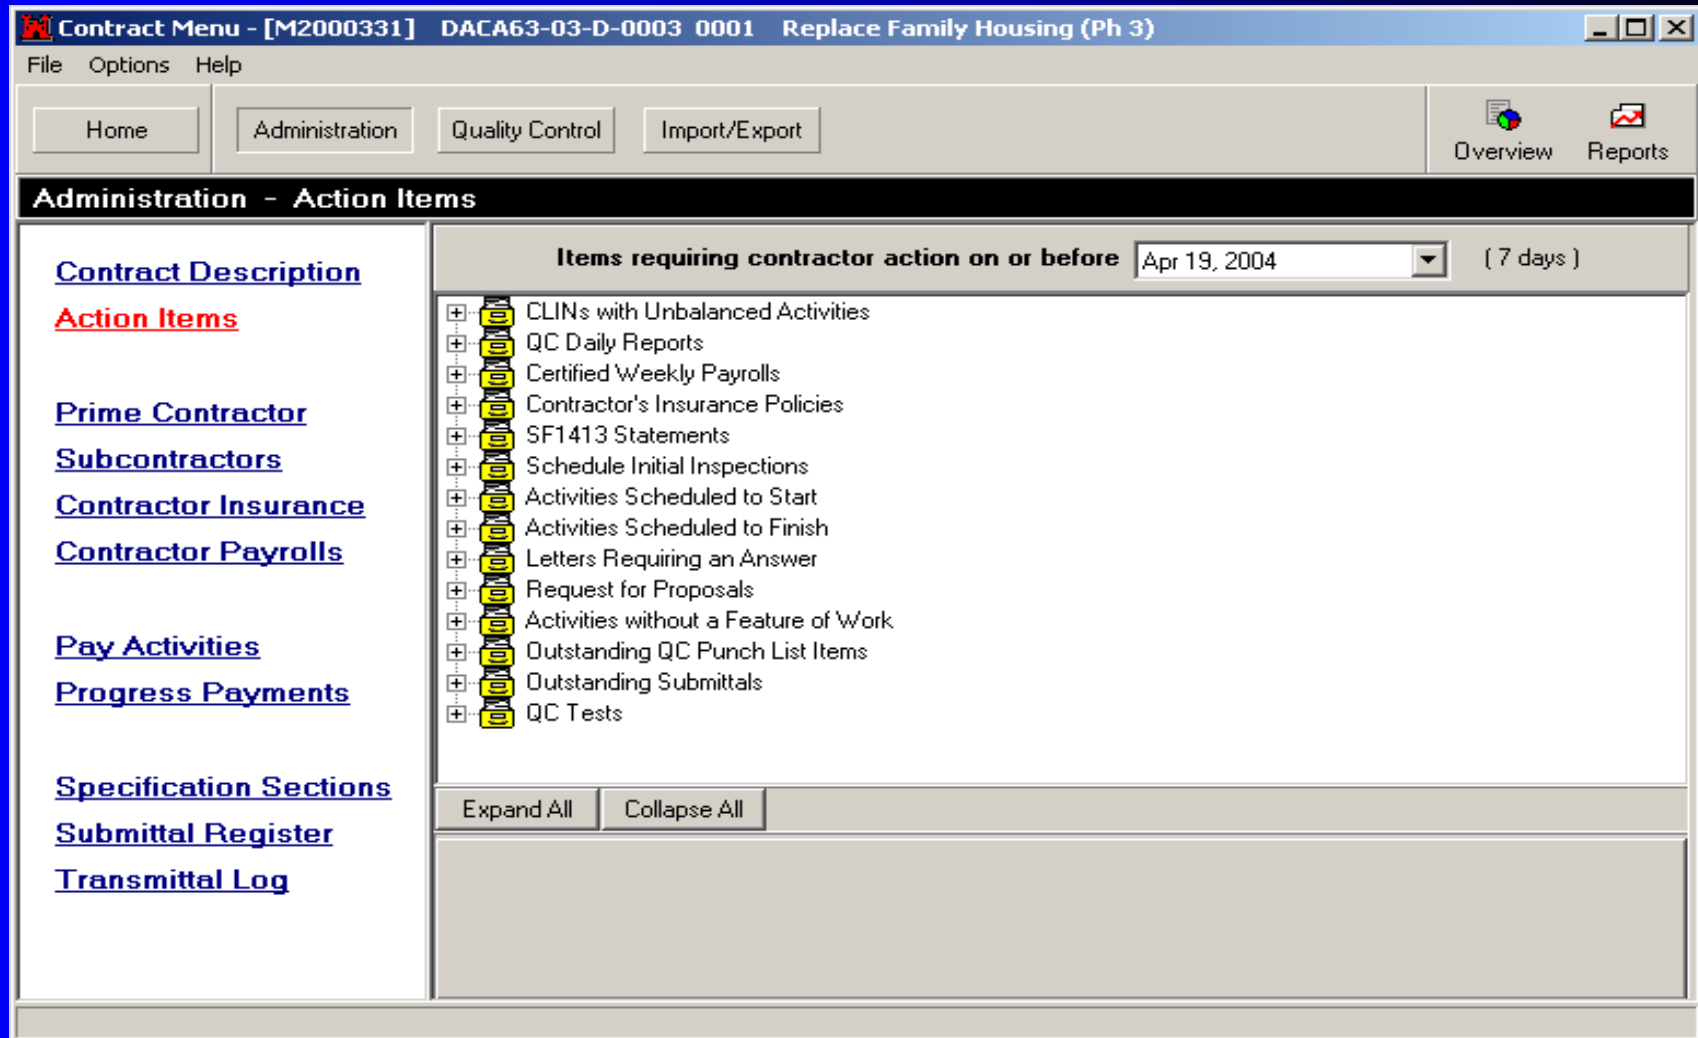 Contract Menu - [M2000331] DACA63-03-D-0003 0001 Replace Family Housing (Ph 3)
File Options Help
Home Administration Quality Control Import/Export Overview Reports
Administration - Action Items
Contract Description
Action Items
Prime Contractor
Subcontractors
Contractor Insurance
Contractor Payrolls
Pay Activities
Progress Payments
Specification Sections
Submittal Register
Transmittal Log
Items requiring contractor action on or before Apr 19, 2004 ( 7 days )
CLINs with Unbalanced Activities
QC Daily Reports
Certified Weekly Payrolls
Contractor's Insurance Policies
SF1413 Statements
Schedule Initial Inspections
Activities Scheduled to Start
Activities Scheduled to Finish
Letters Requiring an Answer
Request for Proposals
Activities without a Feature of Work
Outstanding QC Punch List Items
Outstanding Submittals
QC Tests
Expand All Collapse All